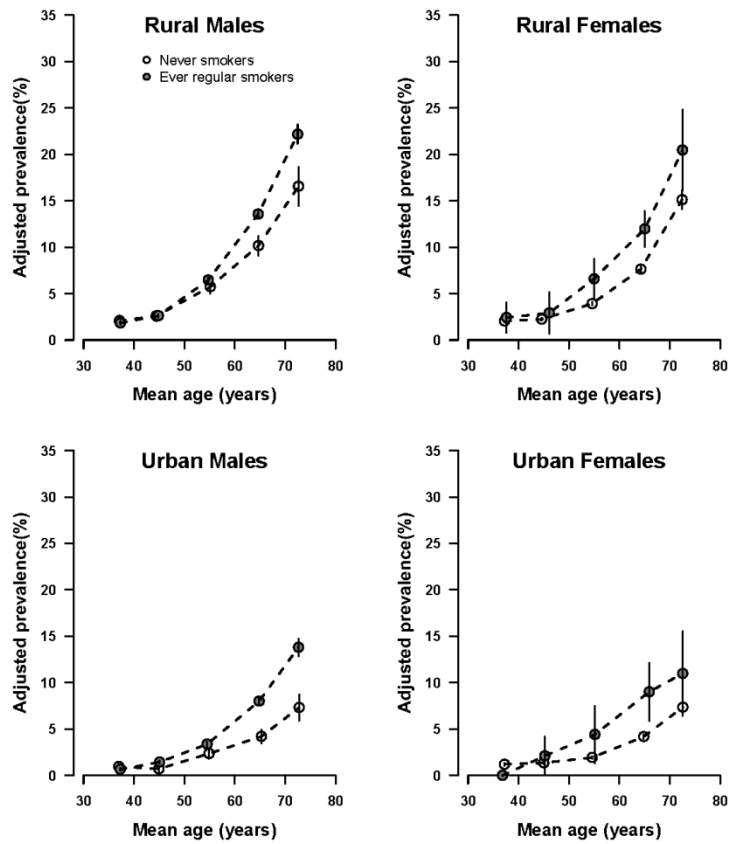 Rural Males
Never smokers
Ever regular smokers
Adjusted prevalence(%)
35
30
25
20
15
10
5
0
30 40 50 60 70 80
Mean age (years)
Rural Females
Adjusted prevalence(%)
35
30
25
20
15
10
5
0
30 40 50 60 70 80
Mean age (years)
Urban Males
Adjusted prevalence(%)
35
30
25
20
15
10
5
0
30 40 50 60 70 80
Mean age (years)
Urban Females
Adjusted prevalence(%)
35
30
25
20
15
10
5
0
30 40 50 60 70 80
Mean age (years)